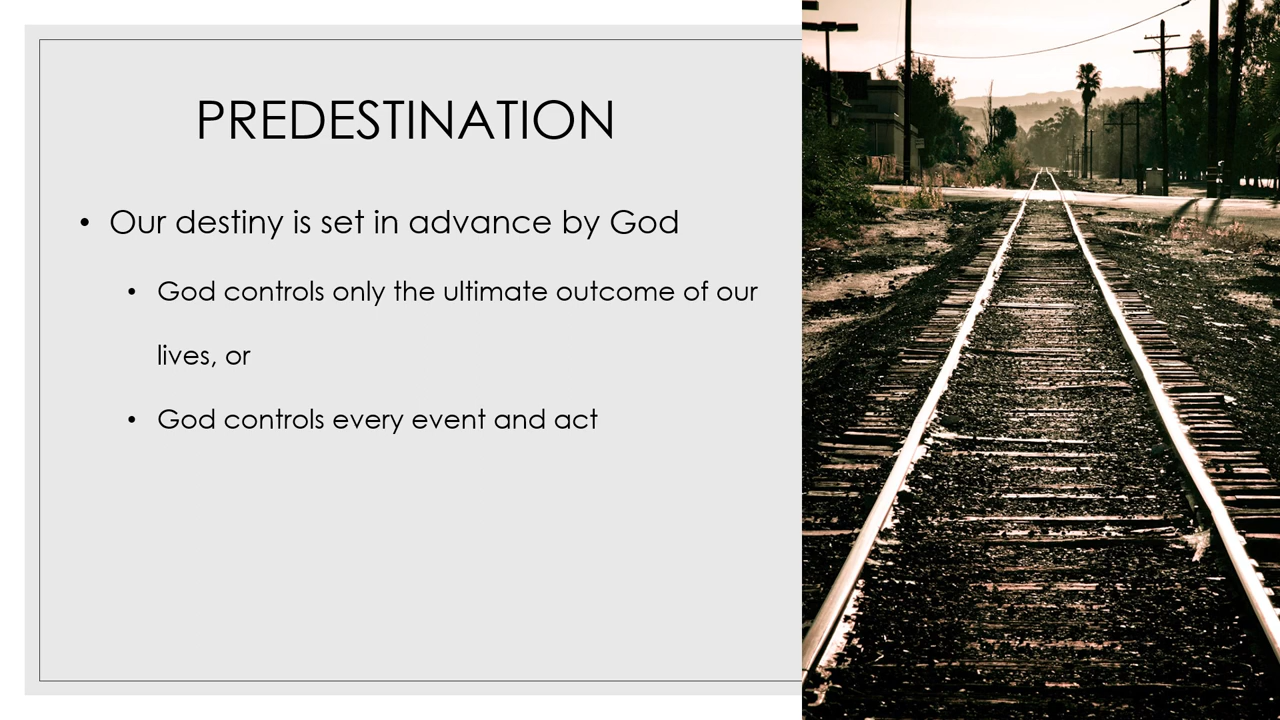 PREDESTINATION
• Our destiny is set in advance by God
• God controls only the ultimate outcome of our
lives, or
• God controls every event and act